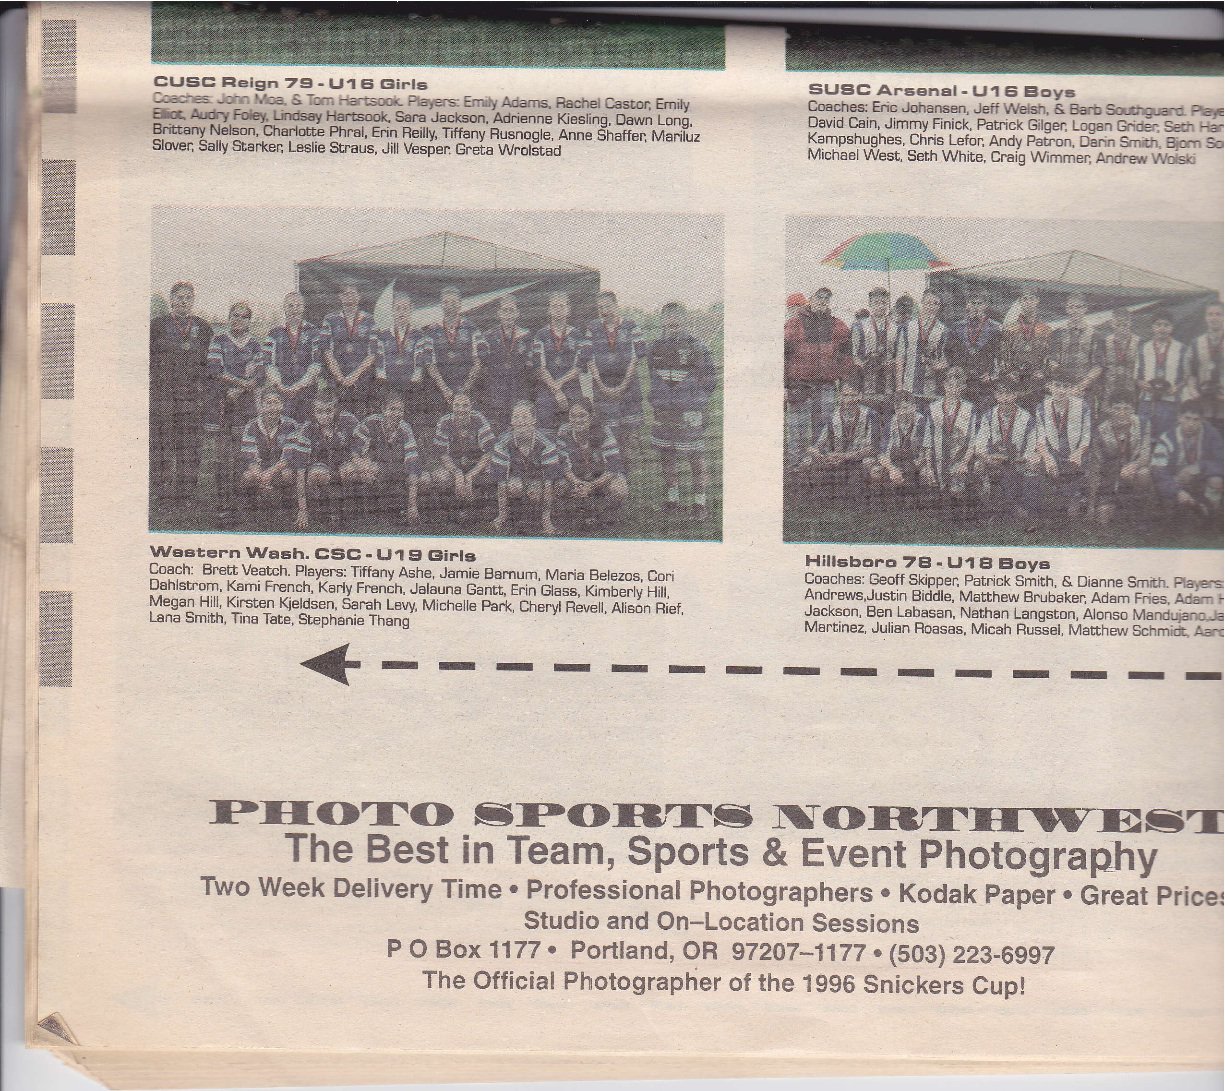 CUSC Reign 79 - U16 Girls
Coaches: John Moa, & Tom Hartsook. Players: Emily Adams, Rachel Castor, Emily
Elliot, Audry Foley, Lindsay Hartsook, Sara Jackson, Adrienne Kiesling, Dawn Long,
Brittany Nelson, Charlotte Phral, Erin Reilly, Tiffany Rusnogle, Anne Shaffer, Mariluz
Slover, Sally Starker, Leslie Straus, Jill Vesper, Greta Wrolstad
SUSC Arsenal - U16 Boys
Coaches: Eric Johansen, Jeff Welsh, & Barb Southguard. Playe
David Cain, Jimmy Finick, Patrick Gilger, Logan Grider, Seth Har
Kampshughes, Chris Lefor, Andy Patron, Darin Smith, Bjorn So
Michael West, Seth White, Craig Wimmer, Andrew Wolski
Western Wash. CSC - U19 Girls
Coach: Brett Veatch. Players: Tiffany Ashe, Jamie Barnum, Maria Belezos, Cori
Dahlstrom, Kami French, Karly French, Jalauna Gantt, Erin Glass, Kimberly Hill,
Megan Hill, Kirsten Kjeldsen, Sarah Levy, Michelle Park, Cheryl Revell, Alison Rief,
Lana Smith, Tina Tate, Stephanie Thang
Hillsboro 78 - U18 Boys
Coaches: Geoff Skipper, Patrick Smith, & Dianne Smith. Players:
Andrews,Justin Biddle, Matthew Brubaker, Adam Fries, Adam H
Jackson, Ben Labasan, Nathan Langston, Alonso Mandujano,Ja
Martinez, Julian Roasas, Micah Russel, Matthew Schmidt, Aaro
PHOTO SPORTS NORTHWEST
The Best in Team, Sports & Event Photography
Two Week Delivery Time • Professional Photographers • Kodak Paper • Great Prices
Studio and On–Location Sessions
P O Box 1177 • Portland, OR 97207–1177 • (503) 223-6997
The Official Photographer of the 1996 Snickers Cup!